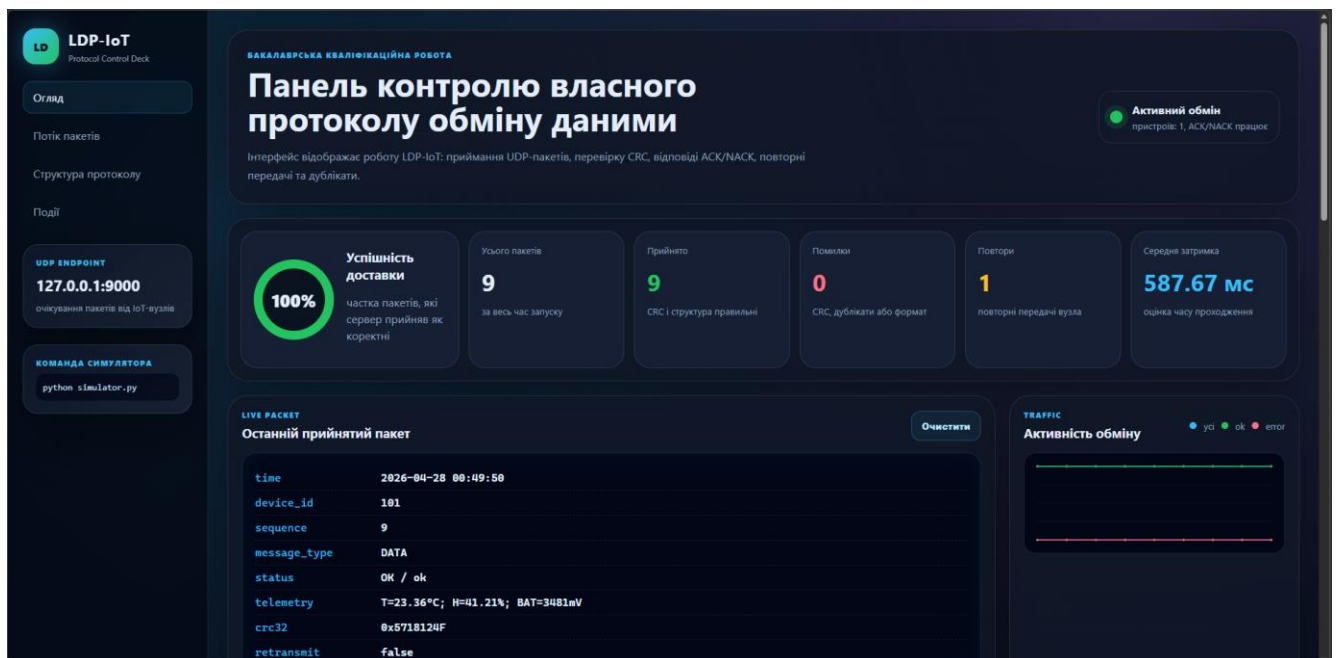 LD
LDP-IoT
Protocol Control Deck
Огляд
Потік пакетів
Структура протоколу
Події
UDP ENDPOINT
127.0.0.1:9000
очікування пакетів від IoT-вузлів
КОМАНДА СИМУЛЯТОРА
python simulator.py
БАКАЛАВРСЬКА КВАЛІФІКАЦІЙНА РОБОТА
Панель контролю власного
протоколу обміну даними
Інтерфейс відображає роботу LDP-IoT: приймання UDP-пакетів, перевірку CRC, відповіді ACK/NACK, повторні
передачі та дублікати.
Активний обмін
пристроїв: 1, ACK/NACK працює
100%
Успішність
доставки
частка пакетів, які
сервер прийняв як
коректні
Усього пакетів
9
за весь час запуску
Прийнято
9
CRC і структура правильні
Помилки
0
CRC, дублікати або формат
Повтори
1
повторні передачі вузла
Середня затримка
587.67 мс
оцінка часу проходження
LIVE PACKET
Останній прийнятий пакет
Очистити
time 2026-04-28 00:49:50
device_id 101
sequence 9
message_type DATA
status OK / ok
telemetry T=23.36°C; H=41.21%; BAT=3481mV
crc32 0x5718124F
retransmit false
TRAFFIC
Активність обміну
усі ok error